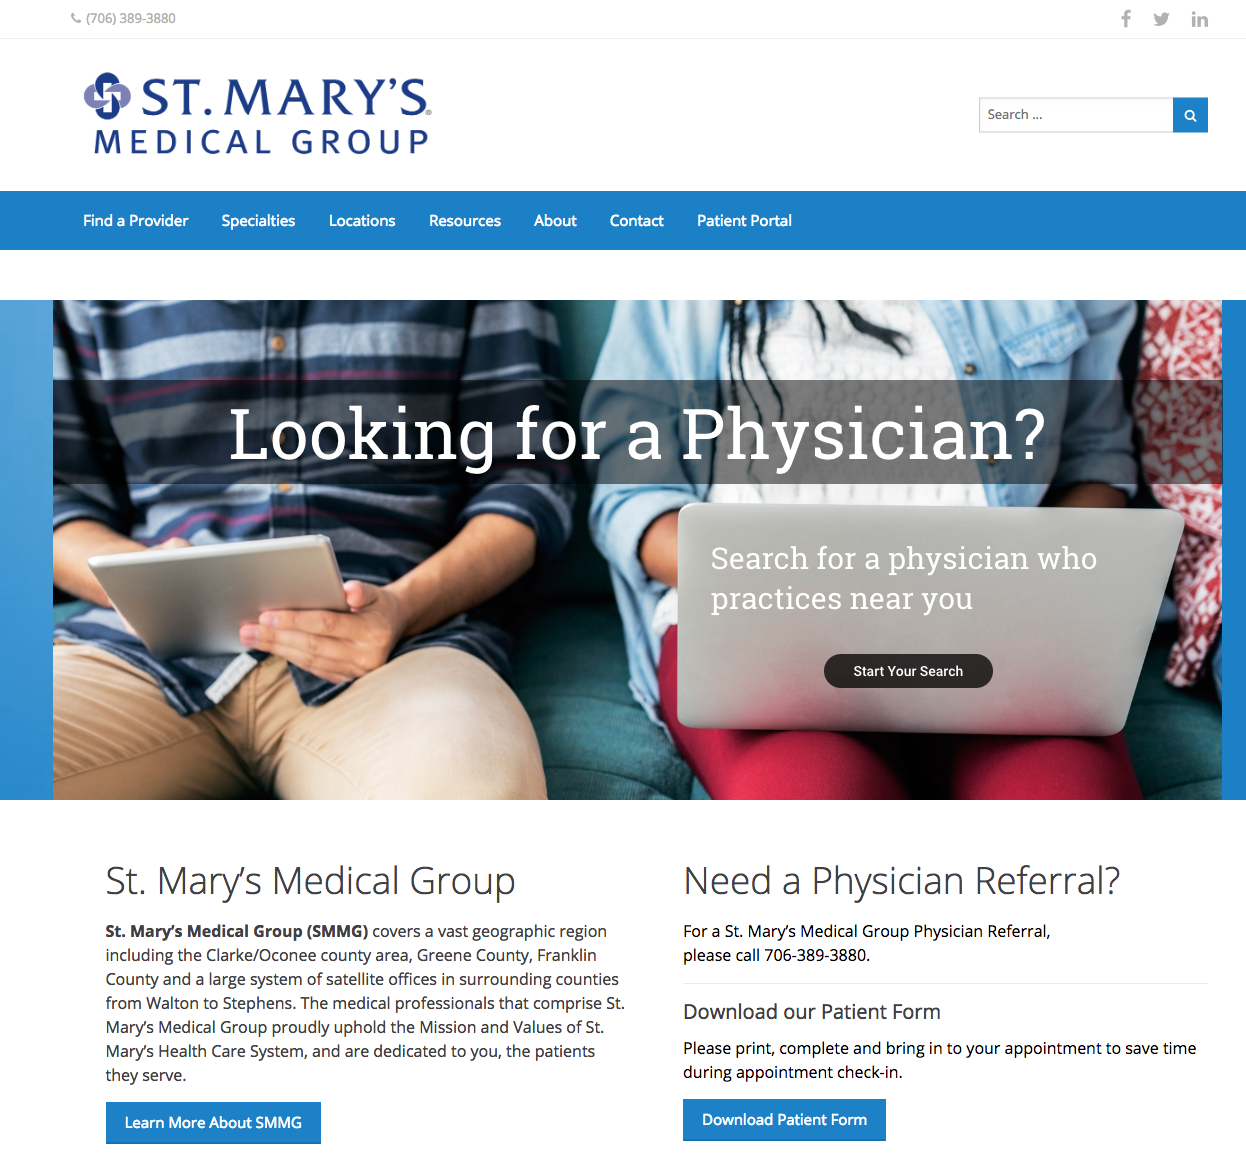 (706) 389-3880
ST. MARY'S®
MEDICAL GROUP
Search ...
Find a Provider Specialties Locations Resources About Contact Patient Portal
Looking for a Physician?
Search for a physician who
practices near you
Start Your Search
St. Mary’s Medical Group
St. Mary’s Medical Group (SMMG) covers a vast geographic region
including the Clarke/Oconee county area, Greene County, Franklin
County and a large system of satellite offices in surrounding counties
from Walton to Stephens. The medical professionals that comprise St.
Mary’s Medical Group proudly uphold the Mission and Values of St.
Mary’s Health Care System, and are dedicated to you, the patients
they serve.
Learn More About SMMG
Need a Physician Referral?
For a St. Mary’s Medical Group Physician Referral,
please call 706-389-3880.
Download our Patient Form
Please print, complete and bring in to your appointment to save time
during appointment check-in.
Download Patient Form